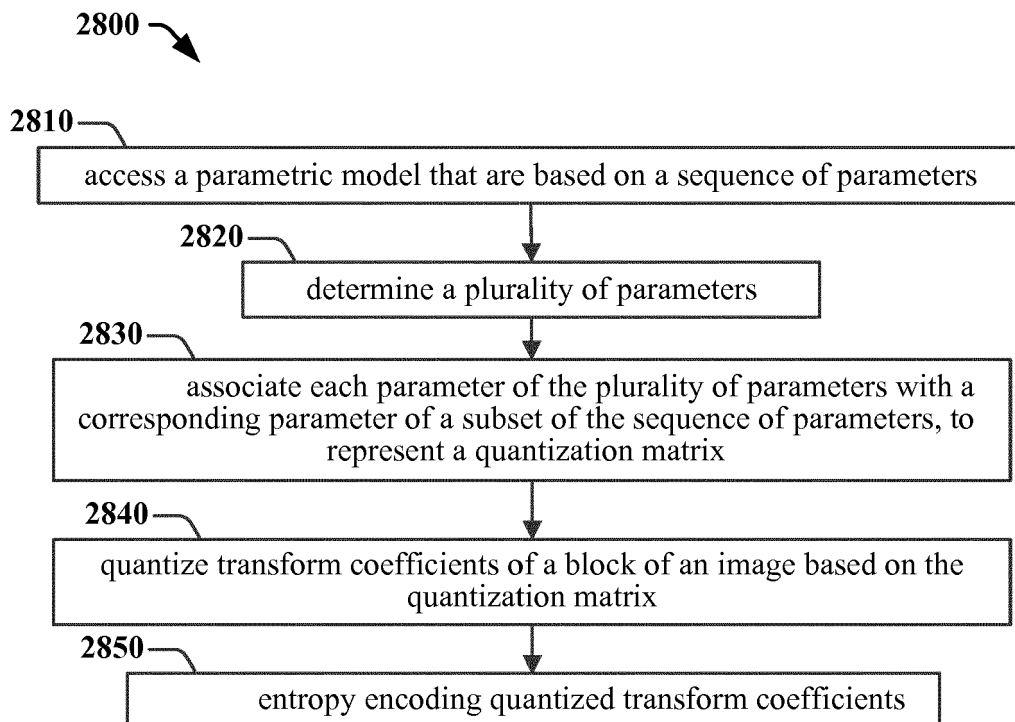 2800
2810
access a parametric model that are based on a sequence of parameters
2820
determine a plurality of parameters
2830
associate each parameter of the plurality of parameters with a
corresponding parameter of a subset of the sequence of parameters, to
represent a quantization matrix
2840
quantize transform coefficients of a block of an image based on the
quantization matrix
2850
entropy encoding quantized transform coefficients